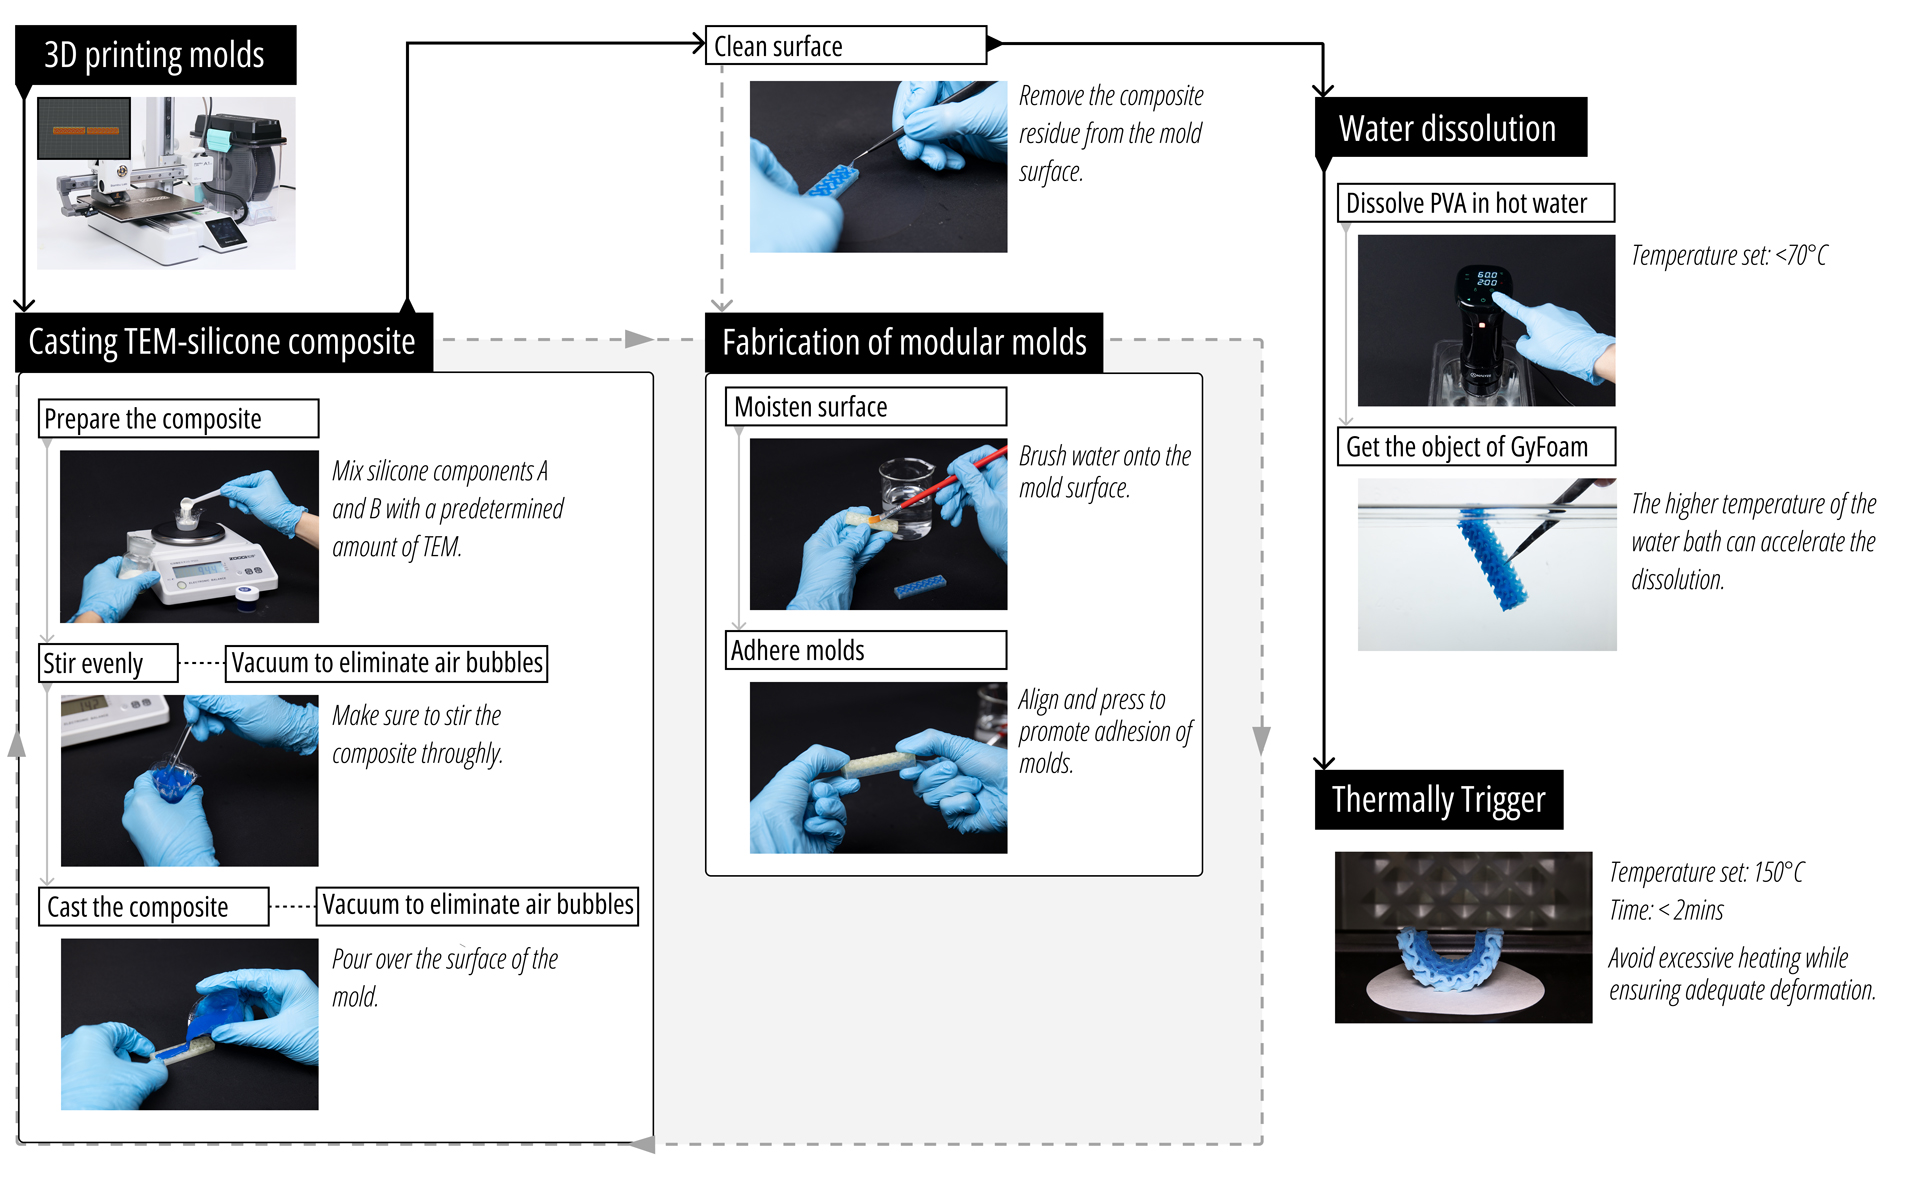 3D printing molds
Casting TEM-silicone composite
Prepare the composite
Mix silicone components A
and B with a predetermined
amount of TEM.
Stir evenly
Vacuum to eliminate air bubbles
Make sure to stir the
composite throughly.
Cast the composite
Vacuum to eliminate air bubbles
Pour over the surface of the
mold.
Clean surface
Remove the composite
residue from the mold
surface.
Fabrication of modular molds
Moisten surface
Brush water onto the
mold surface.
Adhere molds
Align and press to
promote adhesion of
molds.
Water dissolution
Dissolve PVA in hot water
60.0
2:00
Temperature set: <70°C
Get the object of GyFoam
The higher temperature of the
water bath can accelerate the
dissolution.
Thermally Trigger
Temperature set: 150°C
Time: < 2mins
Avoid excessive heating while
ensuring adequate deformation.